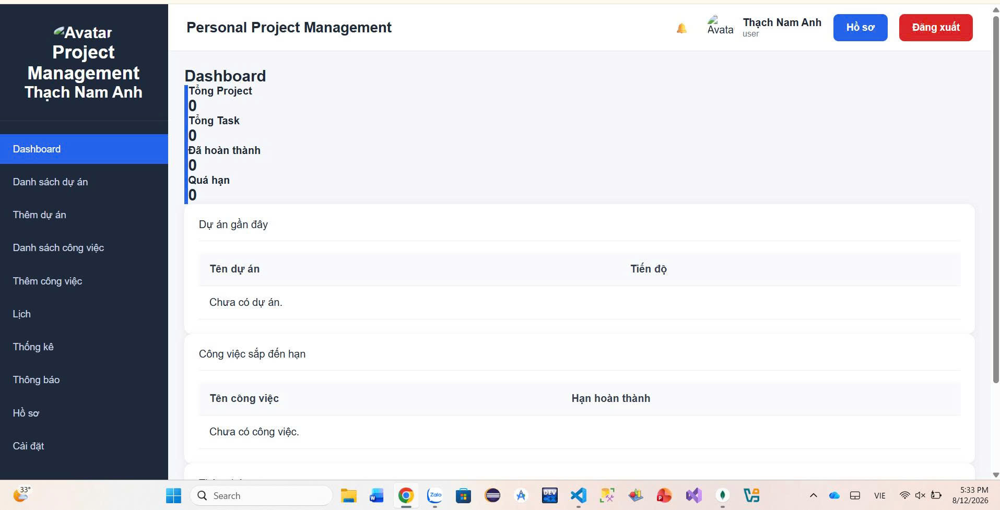 Avatar
Project
Management
Thạch Nam Anh
Dashboard
Danh sách dự án
Thêm dự án
Danh sách công việc
Thêm công việc
Lịch
Thống kê
Thông báo
Hồ sơ
Cài đặt
Personal Project Management
Avata
Thạch Nam Anh
user
Hồ sơ
Đăng xuất
Dashboard
Tổng Project
0
Tổng Task
0
Đã hoàn thành
0
Quá hạn
0
Dự án gần đây
Tên dự án Tiến độ
Chưa có dự án.
Công việc sắp đến hạn
Tên công việc Hạn hoàn thành
Chưa có công việc.
33°
Search
W
Zalo
DEV
C++
P
VIE
5:33 PM
8/12/2026